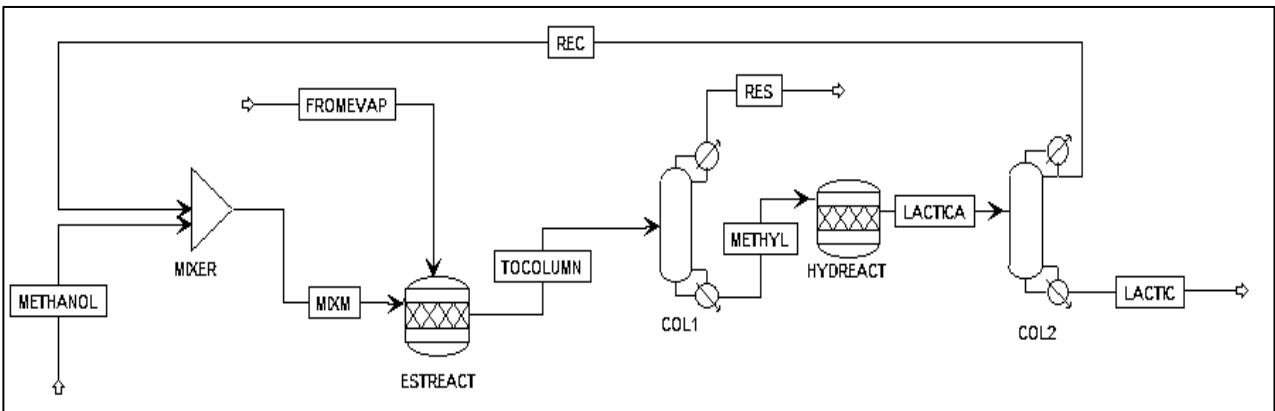 REC
FROMEVAP
RES
MIXER
METHANOL
MIXM
ESTREACT
TOCOLUMN
COL1
METHYL
HYDREACT
LACTICA
COL2
LACTIC